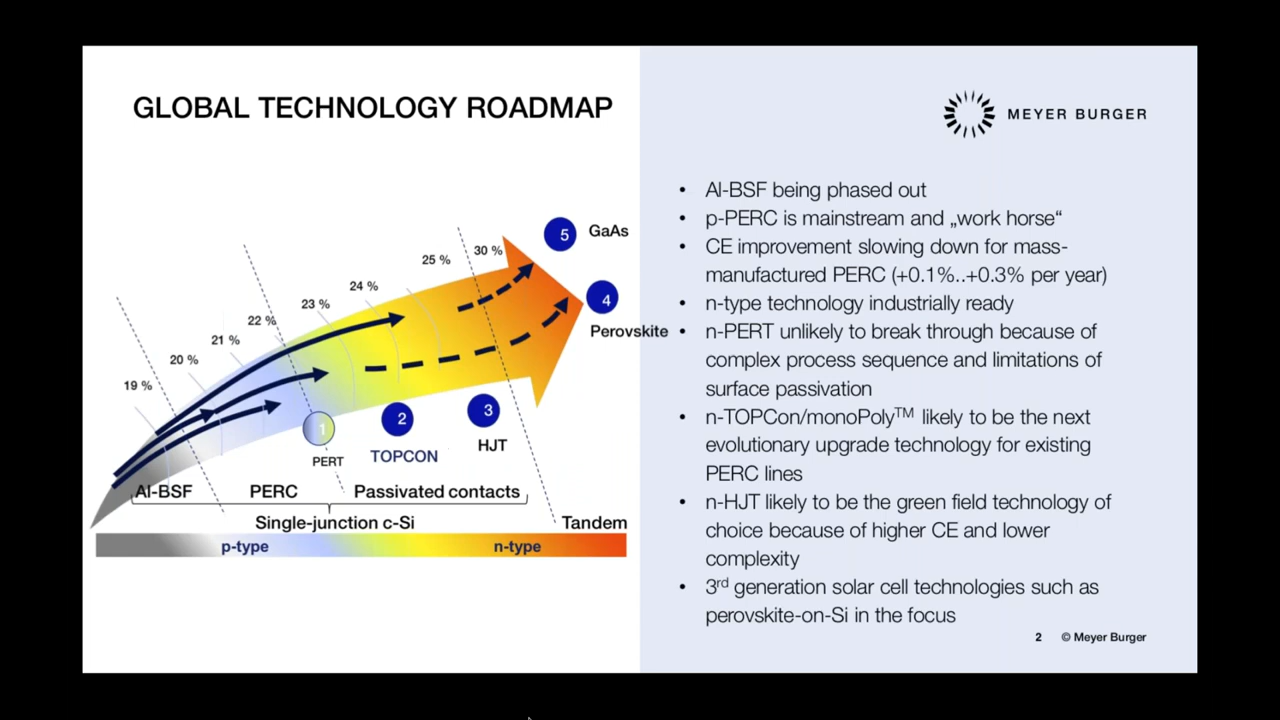 GLOBAL TECHNOLOGY ROADMAP
MEYER BURGER
19 %
20 %
21 %
22 %
23 %
24 %
25 %
30 %
5
GaAs
4
Perovskite
1
PERT
2
TOPCON
3
HJT
Al-BSF
PERC
Passivated contacts
Single-junction c-Si
Tandem
p-type
n-type
• Al-BSF being phased out
• p-PERC is mainstream and „work horse“
• CE improvement slowing down for mass-
manufactured PERC (+0.1%..+0.3% per year)
• n-type technology industrially ready
• n-PERT unlikely to break through because of
complex process sequence and limitations of
surface passivation
• n-TOPCon/monoPoly™ likely to be the next
evolutionary upgrade technology for existing
PERC lines
• n-HJT likely to be the green field technology of
choice because of higher CE and lower
complexity
• 3rd generation solar cell technologies such as
perovskite-on-Si in the focus
2 © Meyer Burger